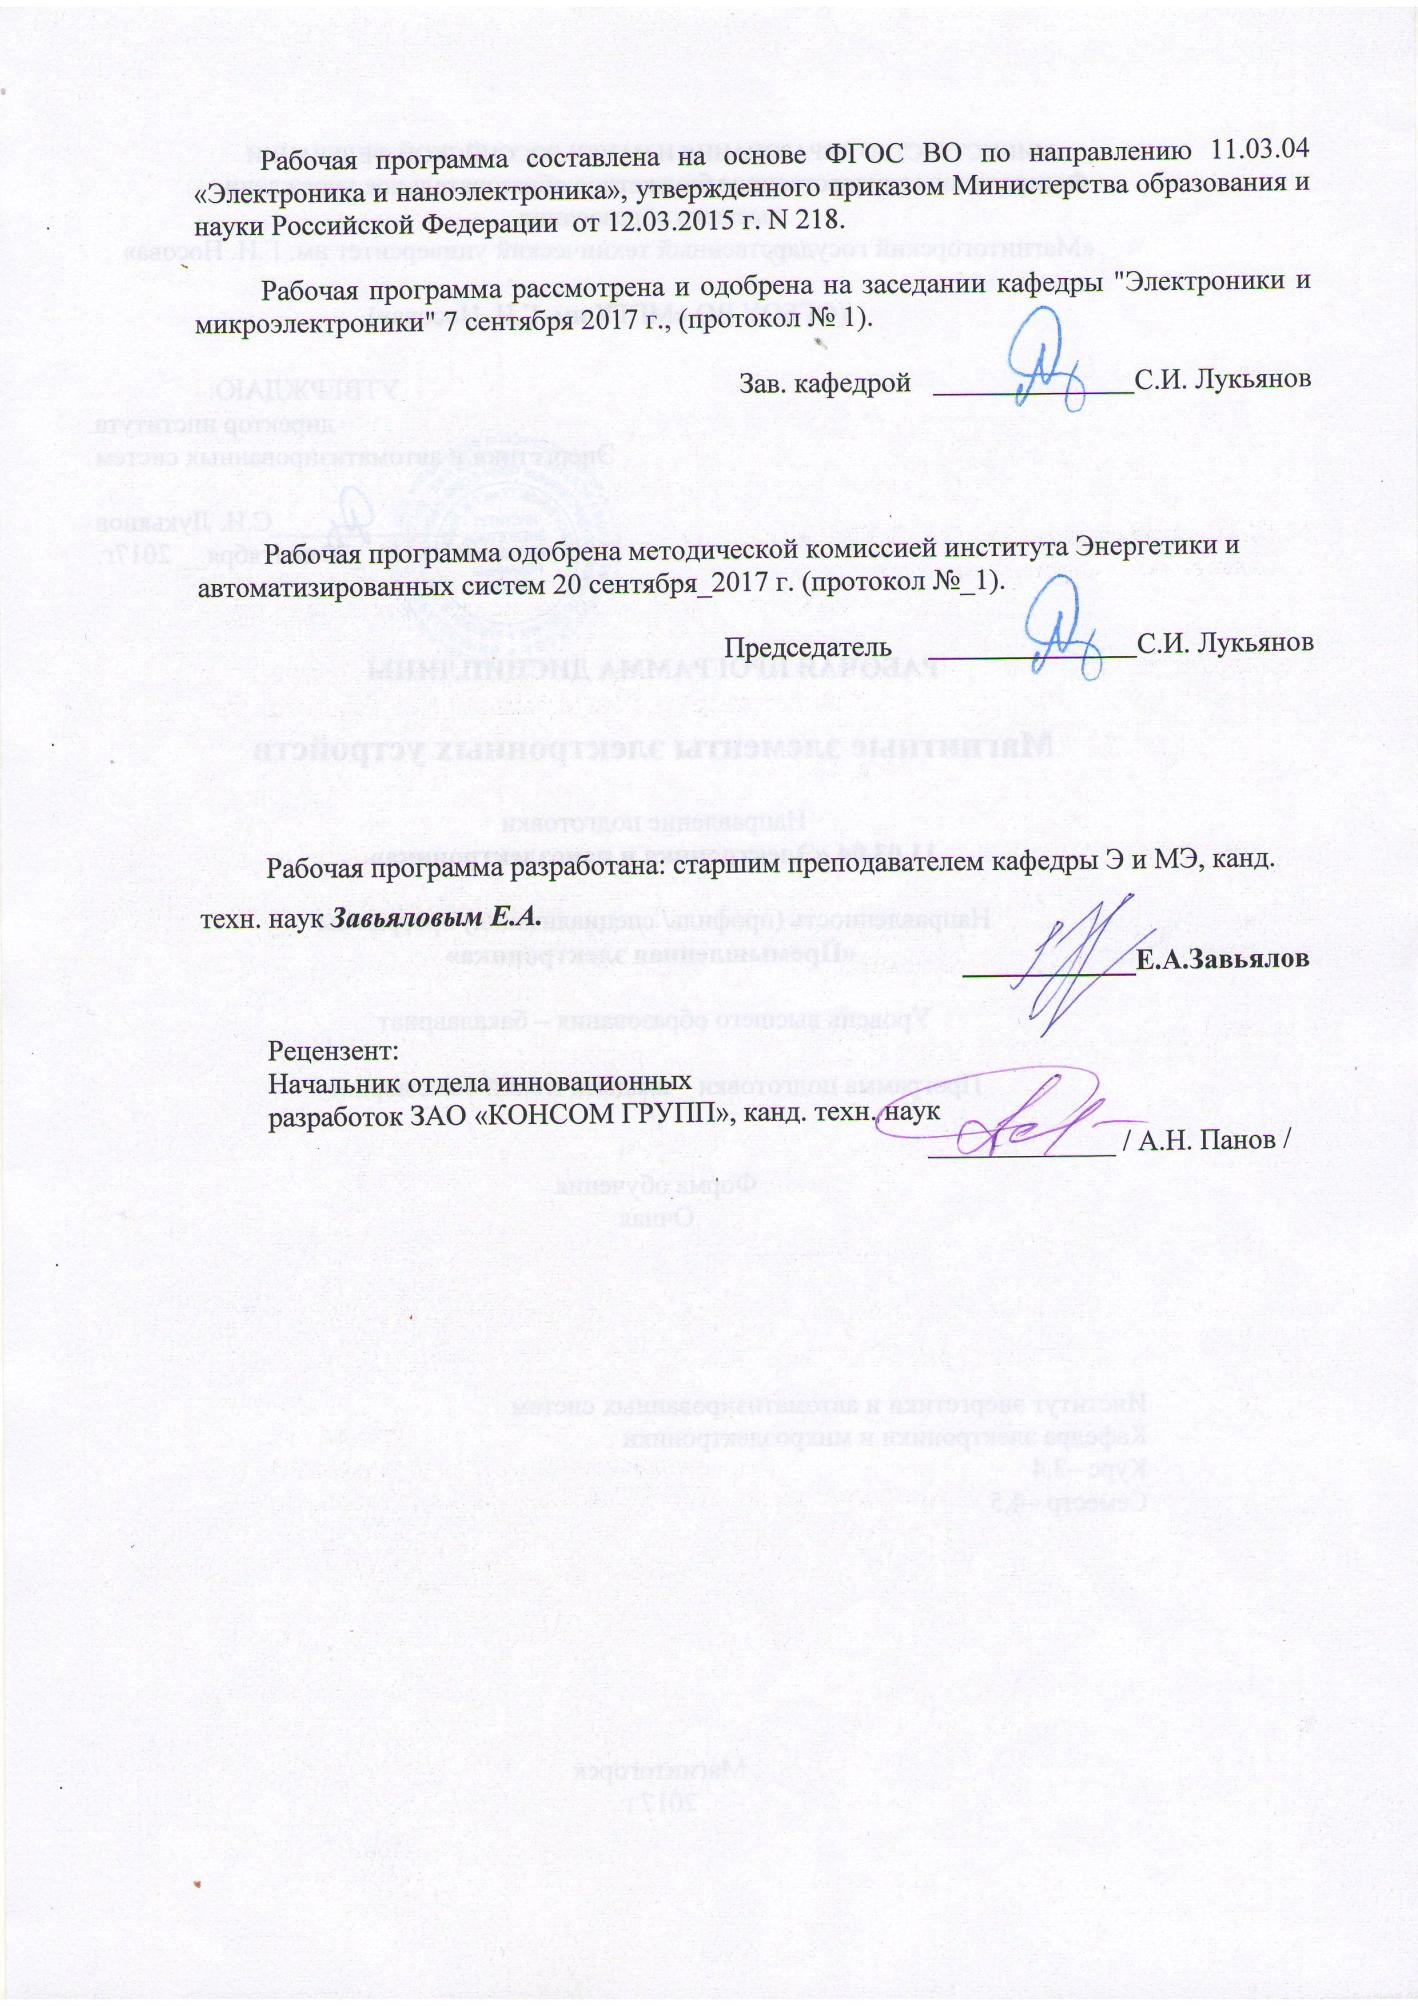 Рабочая программа составлена на основе ФГОС ВО по направлению 11.03.04
«Электроника и наноэлектроника», утвержденного приказом Министерства образования и
науки Российской Федерации от 12.03.2015 г. N 218.
Рабочая программа рассмотрена и одобрена на заседании кафедры "Электроники и
микроэлектроники" 7 сентября 2017 г., (протокол № 1).
Зав. кафедрой ______________С.И. Лукьянов
Рабочая программа одобрена методической комиссией института Энергетики и
автоматизированных систем 20 сентября_2017 г. (протокол №_1).
Председатель ______________С.И. Лукьянов
Рабочая программа разработана: старшим преподавателем кафедры Э и МЭ, канд.
техн. наук Завьяловым Е.А.
____________Е.А.Завьялов
Рецензент:
Начальник отдела инновационных
разработок ЗАО «КОНСОМ ГРУПП», канд. техн. наук
_____________ / А.Н. Панов /